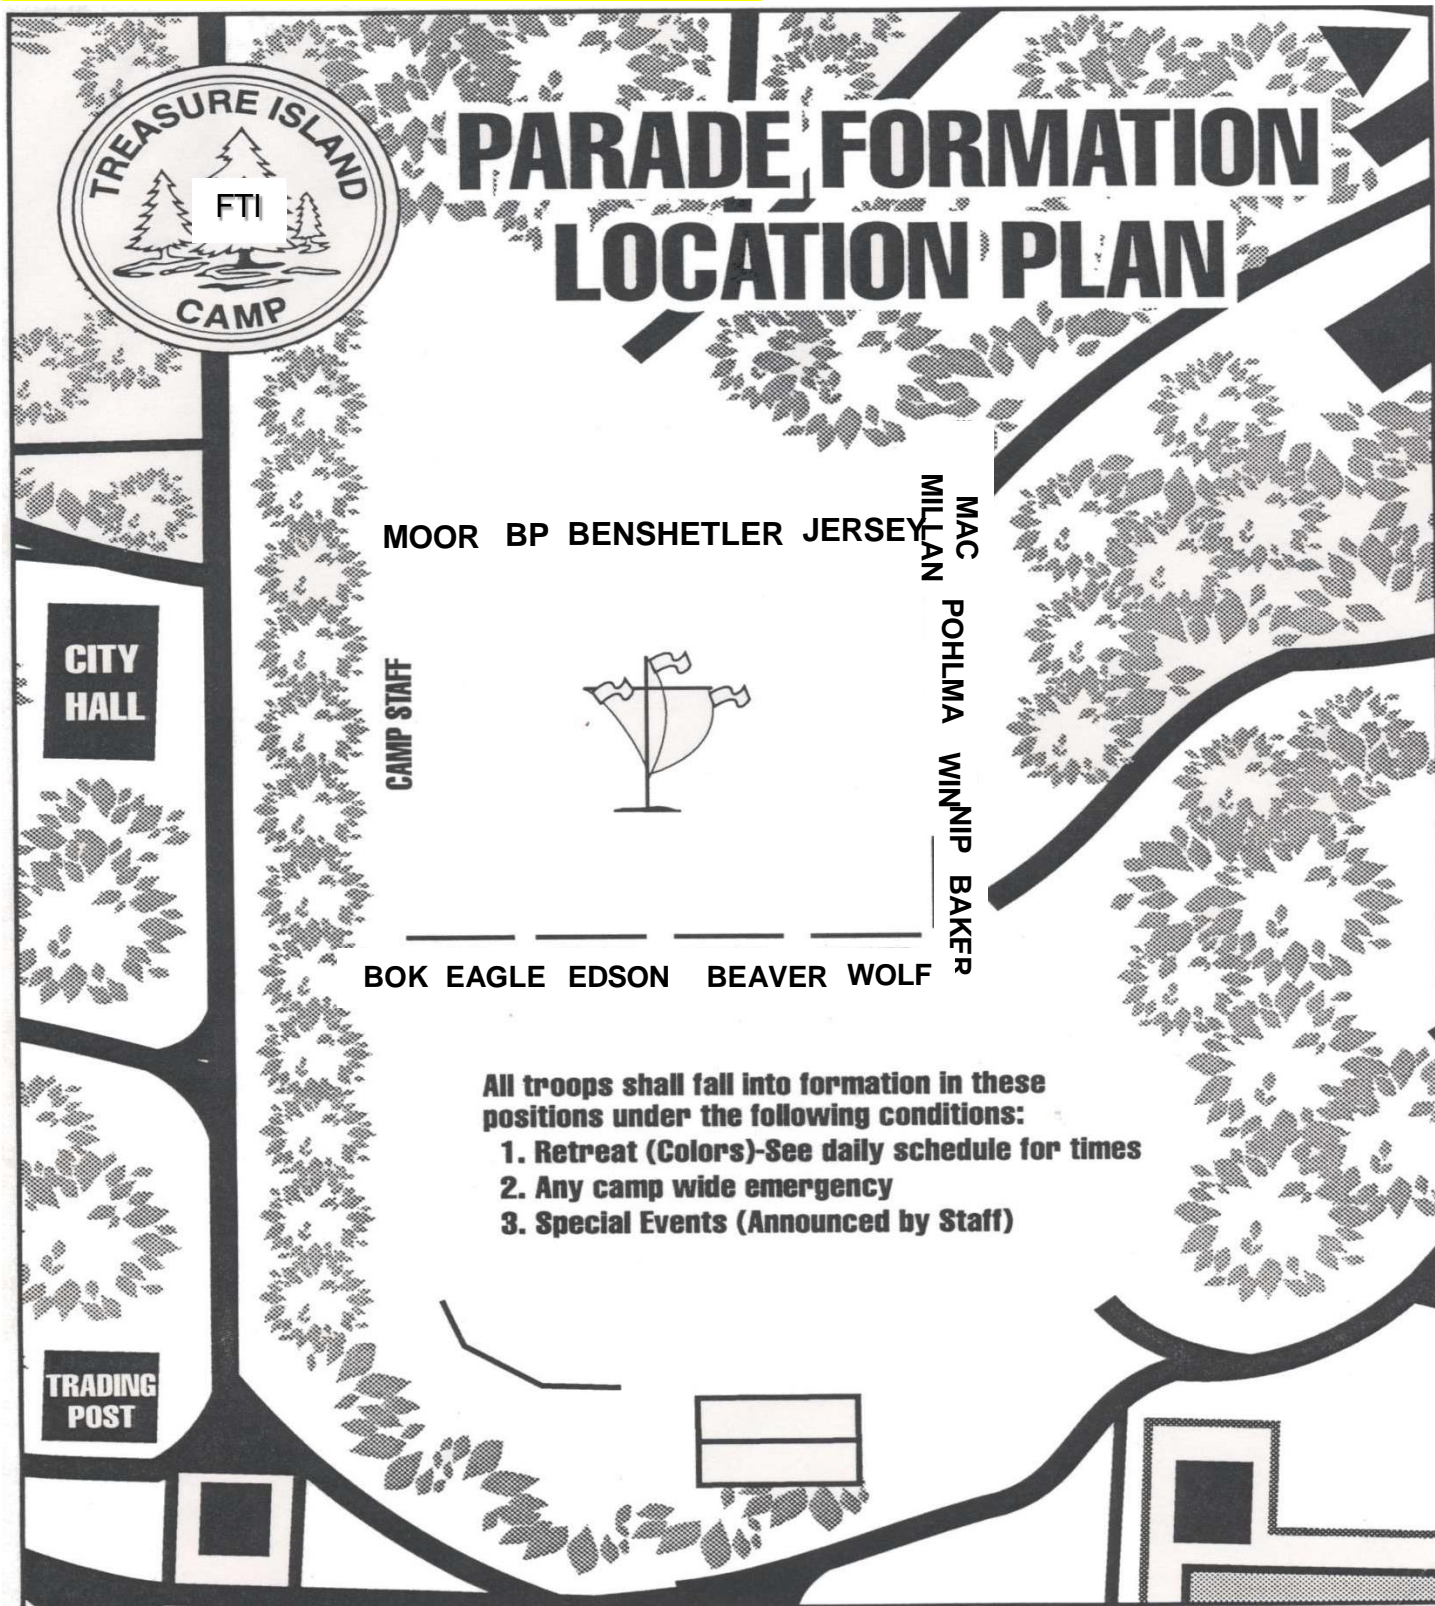 TREASURE ISLAND
FTI
CAMP
PARADE FORMATION
LOCATION PLAN
MOOR BP BENSHETLER JERSEY
MAC
MILLAN
POHLMA
WIN
NIP
BAKER
CITY
HALL
CAMP STAFF
BOK EAGLE EDSON BEAVER WOLF
All troops shall fall into formation in these
positions under the following conditions:
1. Retreat (Colors)-See daily schedule for times
2. Any camp wide emergency
3. Special Events (Announced by Staff)
TRADING
POST